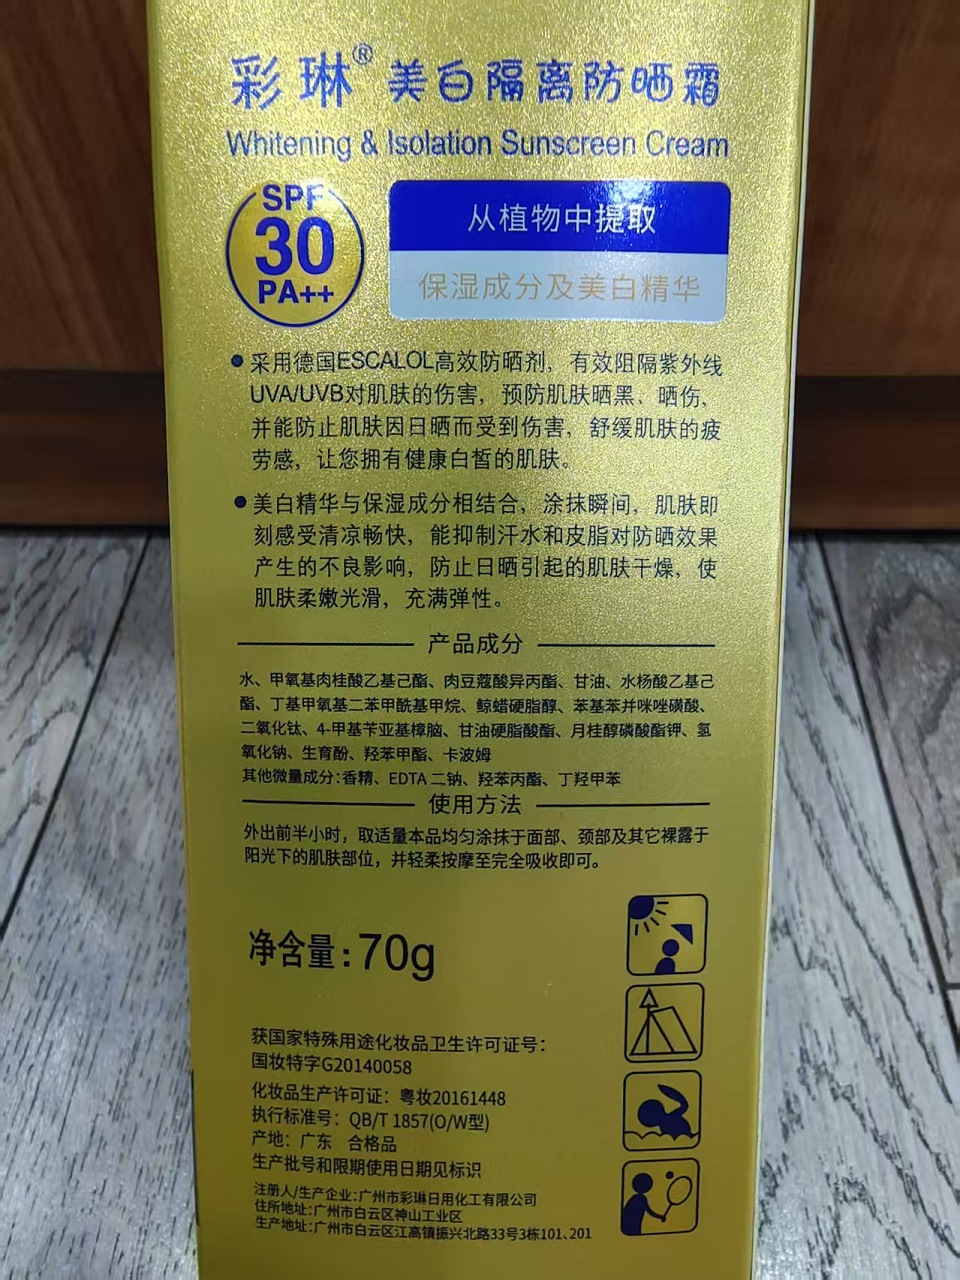 彩琳® 美白隔离防晒霜
Whitening & Isolation Sunscreen Cream
SPF
30
PA++
从植物中提取
保湿成分及美白精华
● 采用德国ESCALOL高效防晒剂，有效阻隔紫外线
UVA/UVB对肌肤的伤害，预防肌肤晒黑、晒伤、
并能防止肌肤因日晒而受到伤害，舒缓肌肤的疲
劳感，让您拥有健康白皙的肌肤。
● 美白精华与保湿成分相结合，涂抹瞬间，肌肤即
刻感受清凉畅快，能抑制汗水和皮脂对防晒效果
产生的不良影响，防止日晒引起的肌肤干燥，使
肌肤柔嫩光滑，充满弹性。
产品成分
水、甲氧基肉桂酸乙基己酯、肉豆蔻酸异丙酯、甘油、水杨酸乙基己
酯、丁基甲氧基二苯甲酰基甲烷、鲸蜡硬脂醇、苯基苯并咪唑磺酸、
二氧化钛、4-甲基苄亚基樟脑、甘油硬脂酸酯、月桂醇磷酸酯钾、氢
氧化钠、生育酚、羟苯甲酯、卡波姆
其他微量成分：香精、EDTA 二钠、羟苯丙酯、丁羟甲苯
使用方法
外出前半小时，取适量本品均匀涂抹于面部、颈部及其它裸露于
阳光下的肌肤部位，并轻柔按摩至完全吸收即可。
净含量：70g
获国家特殊用途化妆品卫生许可证号：
国妆特字G20140058
化妆品生产许可证：粤妆20161448
执行标准号：QB/T 1857(O/W型)
产地：广东 合格品
生产批号和限期使用日期见标识
注册人/生产企业：广州市彩琳日用化工有限公司
住所地址：广州市白云区神山工业区
生产地址：广州市白云区江高镇振兴北路33号3栋101、201